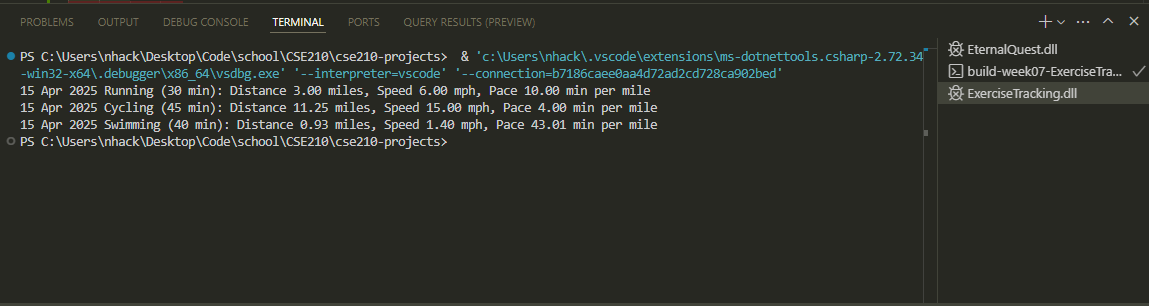 PROBLEMS OUTPUT DEBUG CONSOLE TERMINAL PORTS QUERY RESULTS (PREVIEW)
PS C:\Users\nhack\Desktop\Code\school\CSE210\cse210-projects>  & 'c:\Users\nhack\.vscode\extensions\ms-dotnettools.csharp-2.72.34
-win32-x64\.debugger\x86_64\vsdbg.exe' '--interpreter=vscode' '--connection=b7186caee0aa4d72ad2cd728ca902bed'
15 Apr 2025 Running (30 min): Distance 3.00 miles, Speed 6.00 mph, Pace 10.00 min per mile
15 Apr 2025 Cycling (45 min): Distance 11.25 miles, Speed 15.00 mph, Pace 4.00 min per mile
15 Apr 2025 Swimming (40 min): Distance 0.93 miles, Speed 1.40 mph, Pace 43.01 min per mile
PS C:\Users\nhack\Desktop\Code\school\CSE210\cse210-projects>
EternalQuest.dll
build-week07-ExerciseTra...
ExerciseTracking.dll